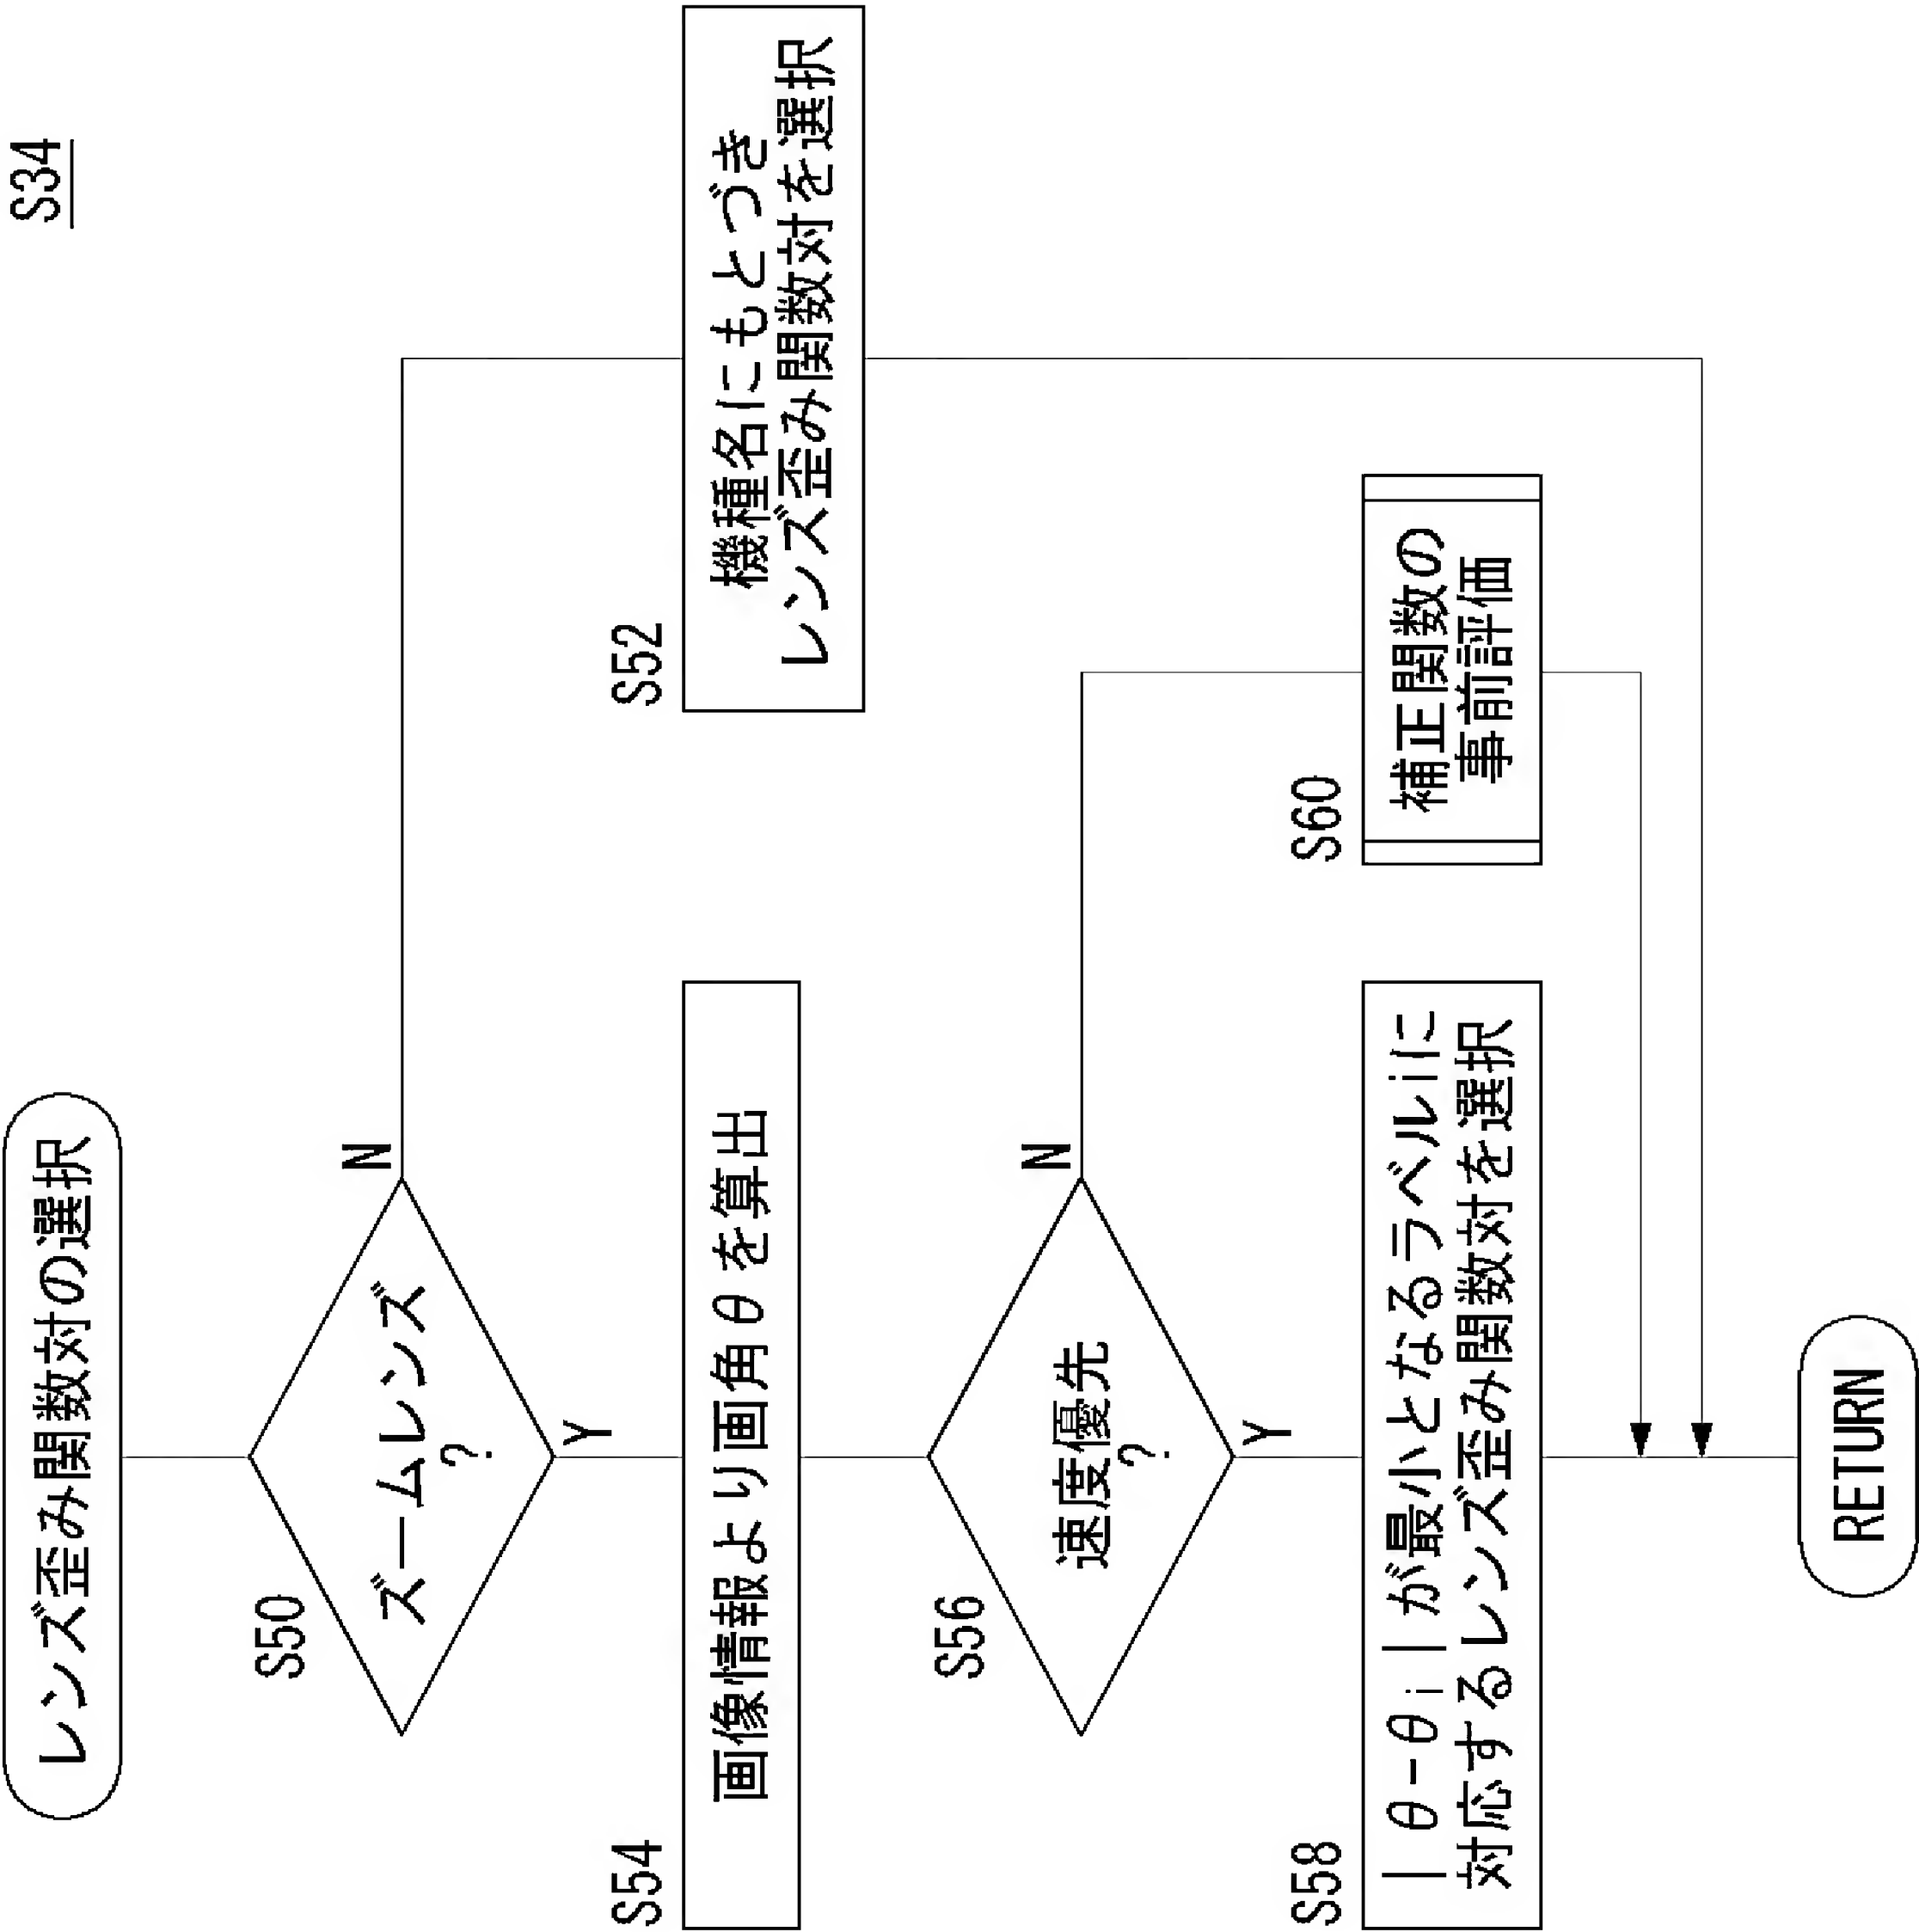 S34
レンズ歪み関数対の選択
S50
ズームレンズ
?
N
Y
S52
機種名にもとづき
レンズ歪み関数対を選択
S54
画像情報より画角θを算出
S56
速度優先
?
N
Y
S58
|θ-θi|が最小となるラベルiに
対応するレンズ歪み関数対を選択
S60
補正関数の
事前評価
RETURN